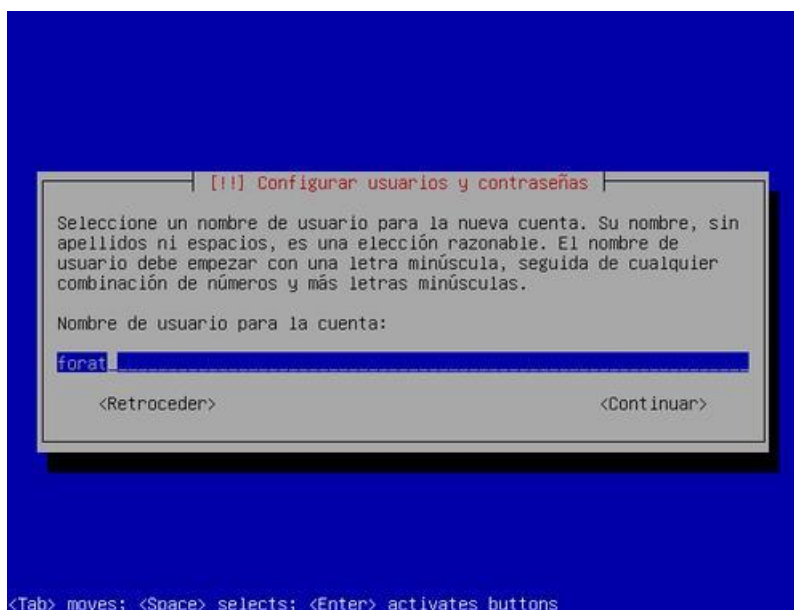 [!!] Configurar usuarios y contraseñas
Seleccione un nombre de usuario para la nueva cuenta. Su nombre, sin
apellidos ni espacios, es una elección razonable. El nombre de
usuario debe empezar con una letra minúscula, seguida de cualquier
combinación de números y más letras minúsculas.
Nombre de usuario para la cuenta:
forat
<Retroceder> <Continuar>
<Tab> moves; <Space> selects; <Enter> activates buttons